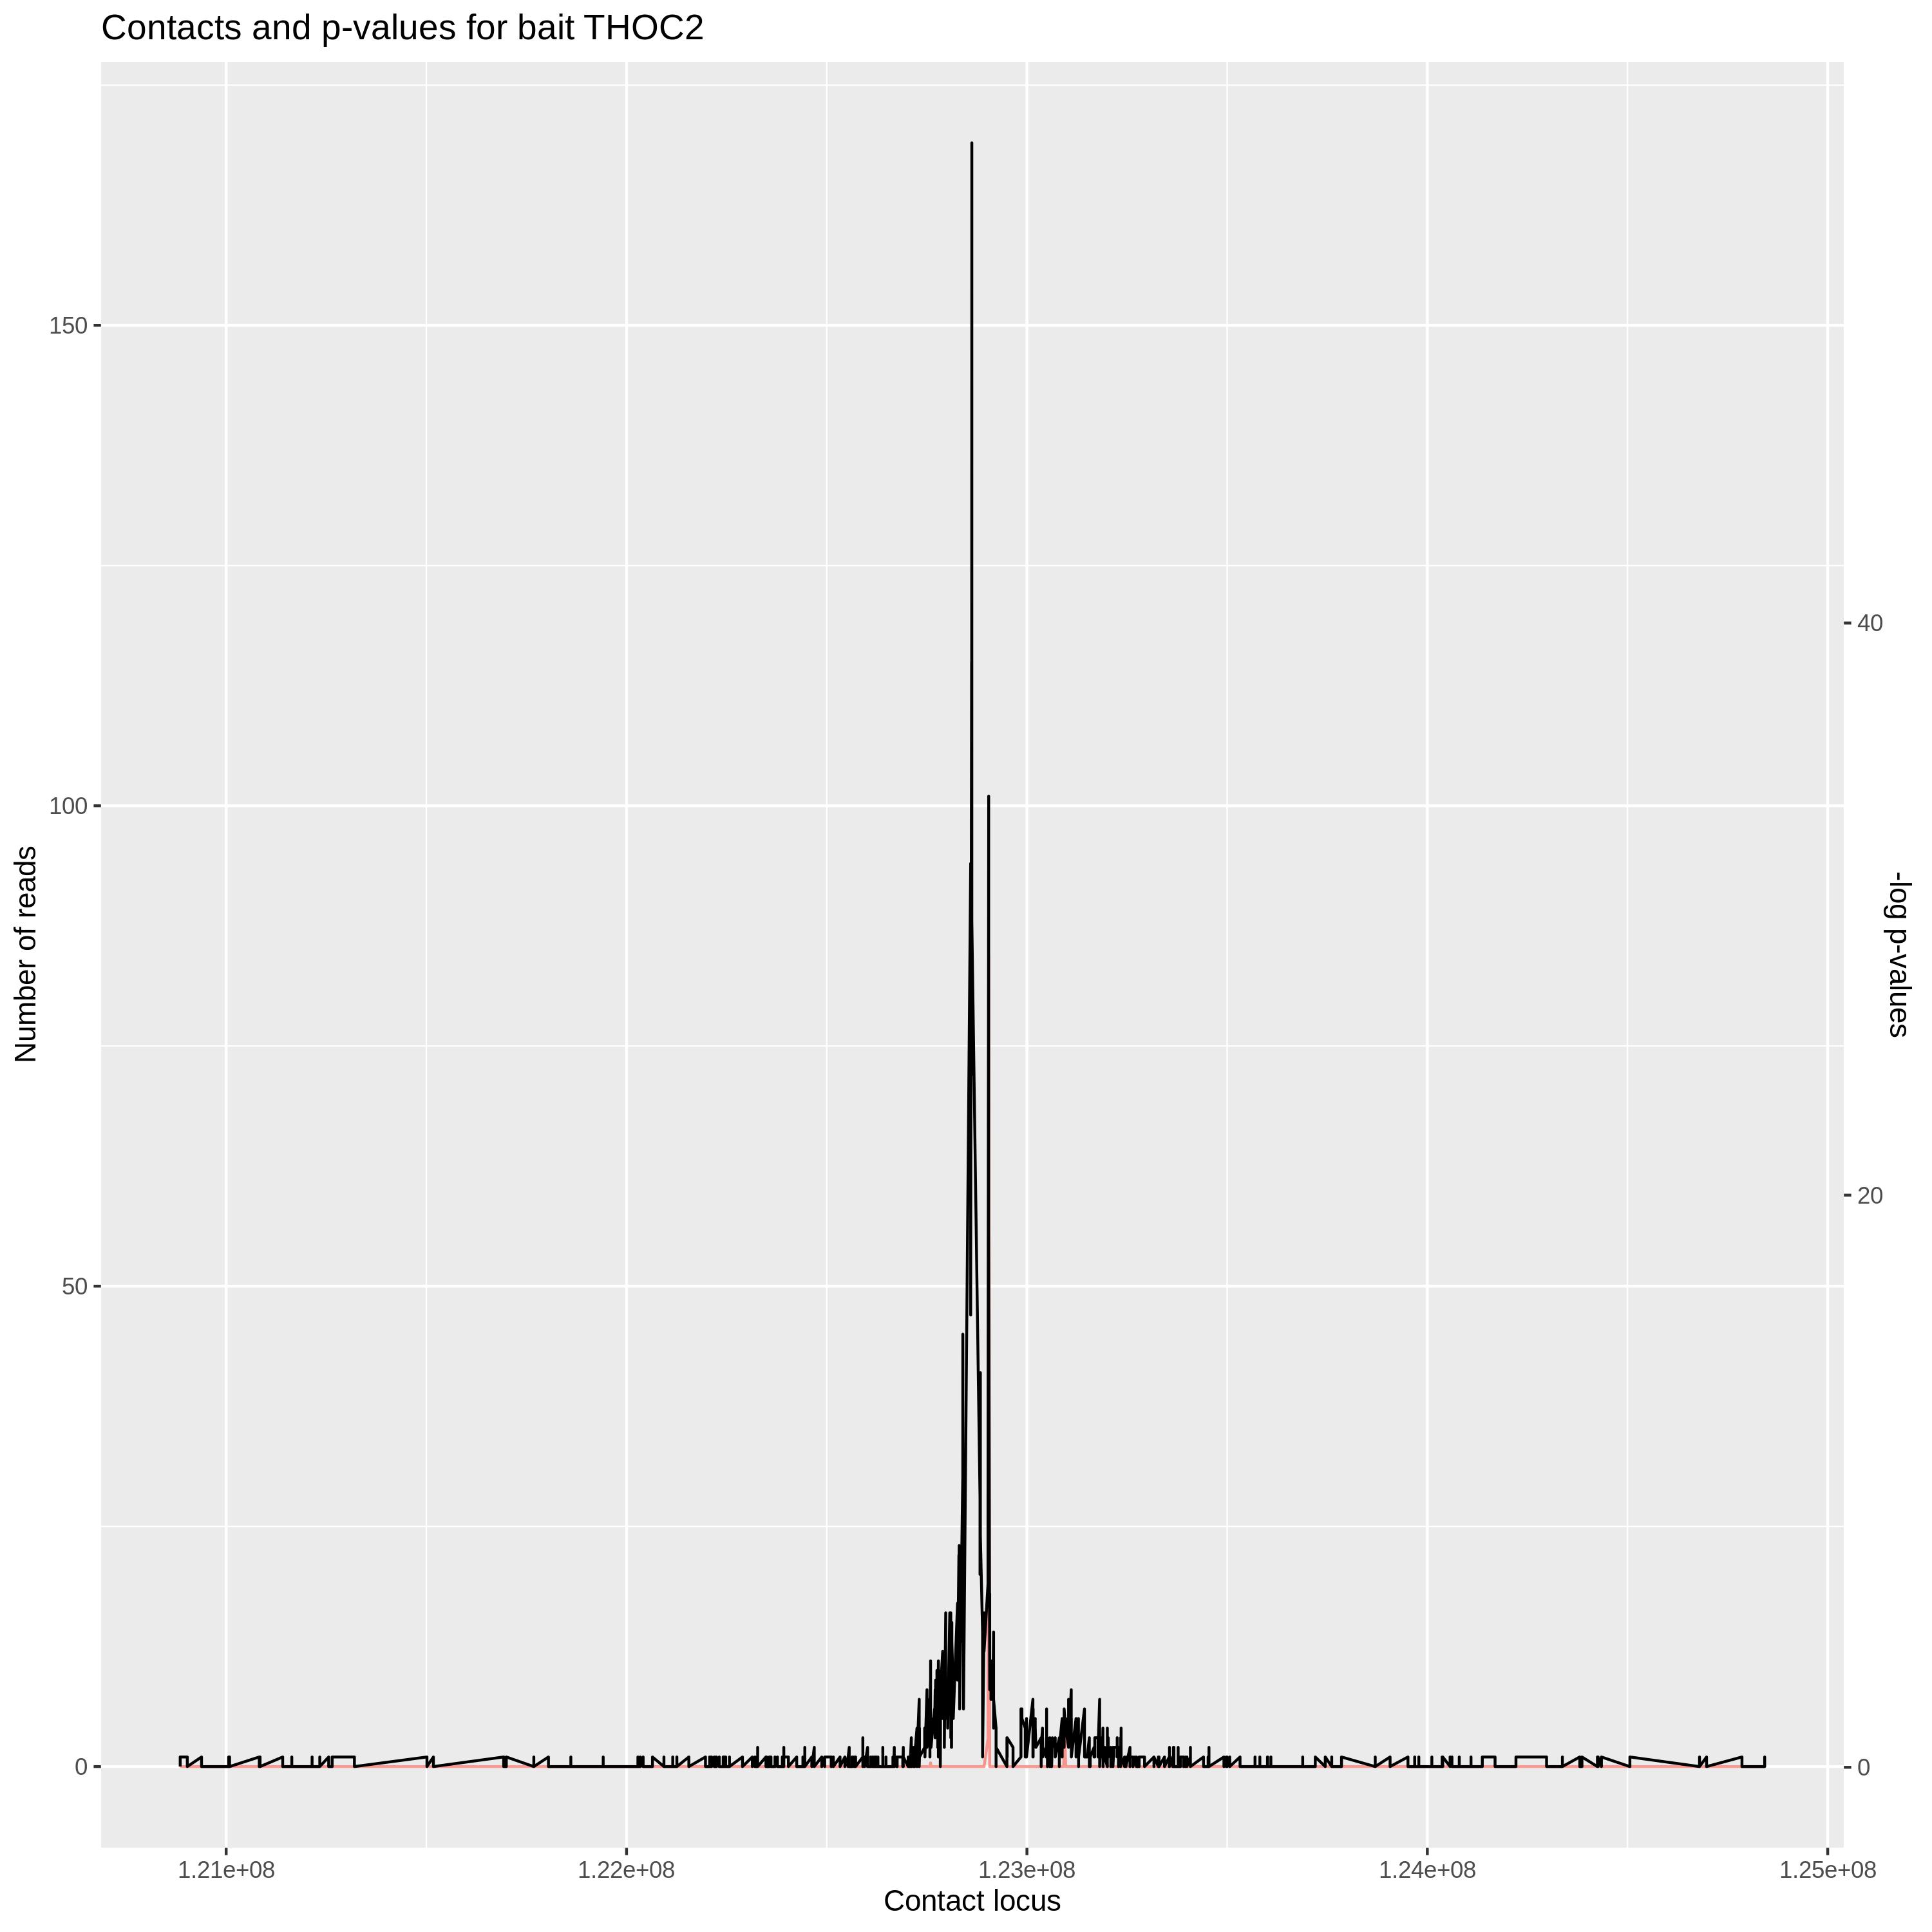 Contacts and p-values for bait THOC2
150
100
50
0
40
20
0
Number of reads
-log p-values
1.21e+08
1.22e+08
1.23e+08
1.24e+08
1.25e+08
Contact locus